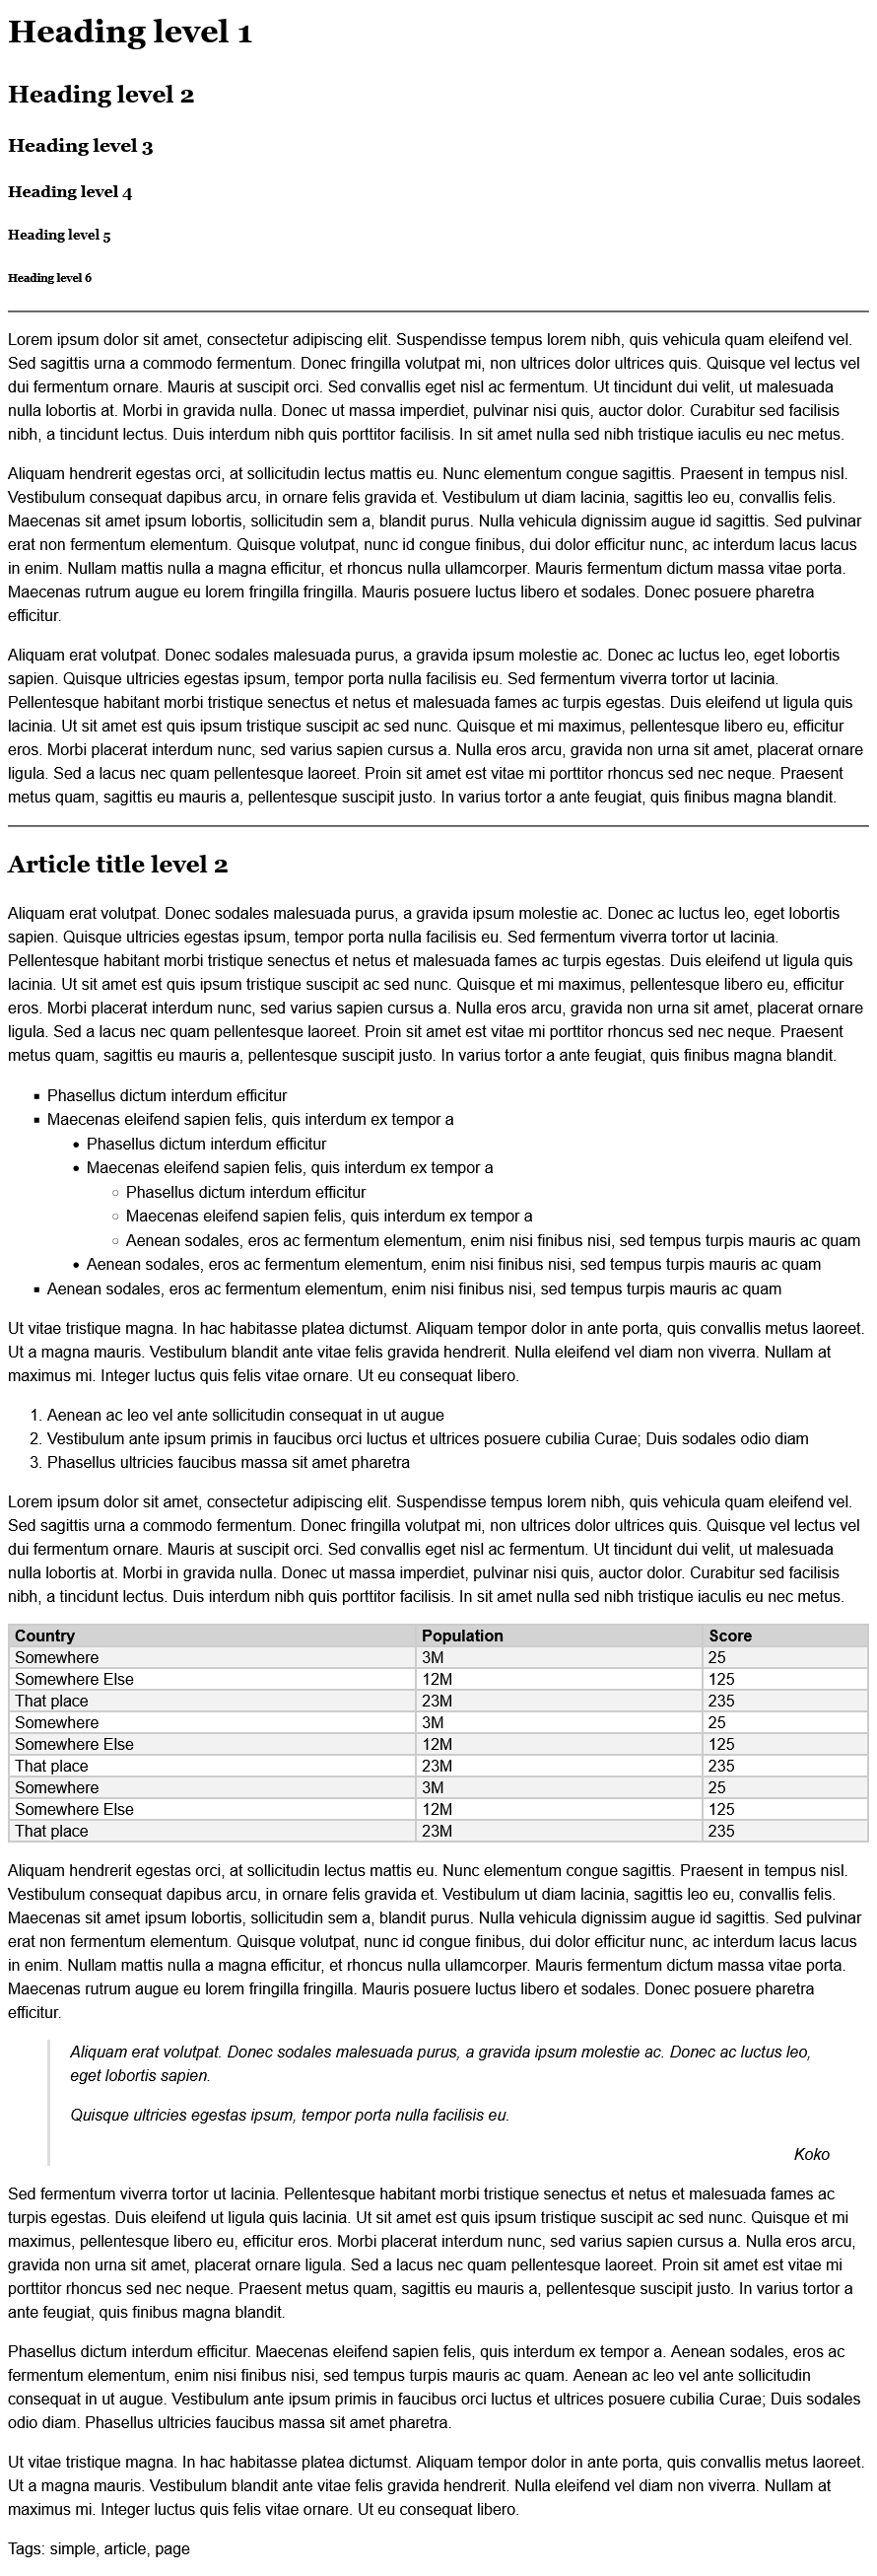 Heading level 1
Heading level 2
Heading level 3
Heading level 4
Heading level 5
Heading level 6
Lorem ipsum dolor sit amet, consectetur adipiscing elit. Suspendisse tempus lorem nibh, quis vehicula quam eleifend vel.
Sed sagittis urna a commodo fermentum. Donec fringilla volutpat mi, non ultrices dolor ultrices quis. Quisque vel lectus vel
dui fermentum ornare. Mauris at suscipit orci. Sed convallis eget nisl ac fermentum. Ut tincidunt dui velit, ut malesuada
nulla lobortis at. Morbi in gravida nulla. Donec ut massa imperdiet, pulvinar nisi quis, auctor dolor. Curabitur sed facilisis
nibh, a tincidunt lectus. Duis interdum nibh quis porttitor facilisis. In sit amet nulla sed nibh tristique iaculis eu nec metus.
Aliquam hendrerit egestas orci, at sollicitudin lectus mattis eu. Nunc elementum congue sagittis. Praesent in tempus nisl.
Vestibulum consequat dapibus arcu, in ornare felis gravida et. Vestibulum ut diam lacinia, sagittis leo eu, convallis felis.
Maecenas sit amet ipsum lobortis, sollicitudin sem a, blandit purus. Nulla vehicula dignissim augue id sagittis. Sed pulvinar
erat non fermentum elementum. Quisque volutpat, nunc id congue finibus, dui dolor efficitur nunc, ac interdum lacus lacus
in enim. Nullam mattis nulla a magna efficitur, et rhoncus nulla ullamcorper. Mauris fermentum dictum massa vitae porta.
Maecenas rutrum augue eu lorem fringilla fringilla. Mauris posuere luctus libero et sodales. Donec posuere pharetra
efficitur.
Aliquam erat volutpat. Donec sodales malesuada purus, a gravida ipsum molestie ac. Donec ac luctus leo, eget lobortis
sapien. Quisque ultricies egestas ipsum, tempor porta nulla facilisis eu. Sed fermentum viverra tortor ut lacinia.
Pellentesque habitant morbi tristique senectus et netus et malesuada fames ac turpis egestas. Duis eleifend ut ligula quis
lacinia. Ut sit amet est quis ipsum tristique suscipit ac sed nunc. Quisque et mi maximus, pellentesque libero eu, efficitur
eros. Morbi placerat interdum nunc, sed varius sapien cursus a. Nulla eros arcu, gravida non urna sit amet, placerat ornare
ligula. Sed a lacus nec quam pellentesque laoreet. Proin sit amet est vitae mi porttitor rhoncus sed nec neque. Praesent
metus quam, sagittis eu mauris a, pellentesque suscipit justo. In varius tortor a ante feugiat, quis finibus magna blandit.
Article title level 2
Aliquam erat volutpat. Donec sodales malesuada purus, a gravida ipsum molestie ac. Donec ac luctus leo, eget lobortis
sapien. Quisque ultricies egestas ipsum, tempor porta nulla facilisis eu. Sed fermentum viverra tortor ut lacinia.
Pellentesque habitant morbi tristique senectus et netus et malesuada fames ac turpis egestas. Duis eleifend ut ligula quis
lacinia. Ut sit amet est quis ipsum tristique suscipit ac sed nunc. Quisque et mi maximus, pellentesque libero eu, efficitur
eros. Morbi placerat interdum nunc, sed varius sapien cursus a. Nulla eros arcu, gravida non urna sit amet, placerat ornare
ligula. Sed a lacus nec quam pellentesque laoreet. Proin sit amet est vitae mi porttitor rhoncus sed nec neque. Praesent
metus quam, sagittis eu mauris a, pellentesque suscipit justo. In varius tortor a ante feugiat, quis finibus magna blandit.
▪ Phasellus dictum interdum efficitur
▪ Maecenas eleifend sapien felis, quis interdum ex tempor a
• Phasellus dictum interdum efficitur
• Maecenas eleifend sapien felis, quis interdum ex tempor a
◦ Phasellus dictum interdum efficitur
◦ Maecenas eleifend sapien felis, quis interdum ex tempor a
◦ Aenean sodales, eros ac fermentum elementum, enim nisi finibus nisi, sed tempus turpis mauris ac quam
• Aenean sodales, eros ac fermentum elementum, enim nisi finibus nisi, sed tempus turpis mauris ac quam
▪ Aenean sodales, eros ac fermentum elementum, enim nisi finibus nisi, sed tempus turpis mauris ac quam
Ut vitae tristique magna. In hac habitasse platea dictumst. Aliquam tempor dolor in ante porta, quis convallis metus laoreet.
Ut a magna mauris. Vestibulum blandit ante vitae felis gravida hendrerit. Nulla eleifend vel diam non viverra. Nullam at
maximus mi. Integer luctus quis felis vitae ornare. Ut eu consequat libero.
1. Aenean ac leo vel ante sollicitudin consequat in ut augue
2. Vestibulum ante ipsum primis in faucibus orci luctus et ultrices posuere cubilia Curae; Duis sodales odio diam
3. Phasellus ultricies faucibus massa sit amet pharetra
Lorem ipsum dolor sit amet, consectetur adipiscing elit. Suspendisse tempus lorem nibh, quis vehicula quam eleifend vel.
Sed sagittis urna a commodo fermentum. Donec fringilla volutpat mi, non ultrices dolor ultrices quis. Quisque vel lectus vel
dui fermentum ornare. Mauris at suscipit orci. Sed convallis eget nisl ac fermentum. Ut tincidunt dui velit, ut malesuada
nulla lobortis at. Morbi in gravida nulla. Donec ut massa imperdiet, pulvinar nisi quis, auctor dolor. Curabitur sed facilisis
nibh, a tincidunt lectus. Duis interdum nibh quis porttitor facilisis. In sit amet nulla sed nibh tristique iaculis eu nec metus.
Country Population Score
Somewhere 3M 25
Somewhere Else 12M 125
That place 23M 235
Somewhere 3M 25
Somewhere Else 12M 125
That place 23M 235
Somewhere 3M 25
Somewhere Else 12M 125
That place 23M 235
Aliquam hendrerit egestas orci, at sollicitudin lectus mattis eu. Nunc elementum congue sagittis. Praesent in tempus nisl.
Vestibulum consequat dapibus arcu, in ornare felis gravida et. Vestibulum ut diam lacinia, sagittis leo eu, convallis felis.
Maecenas sit amet ipsum lobortis, sollicitudin sem a, blandit purus. Nulla vehicula dignissim augue id sagittis. Sed pulvinar
erat non fermentum elementum. Quisque volutpat, nunc id congue finibus, dui dolor efficitur nunc, ac interdum lacus lacus
in enim. Nullam mattis nulla a magna efficitur, et rhoncus nulla ullamcorper. Mauris fermentum dictum massa vitae porta.
Maecenas rutrum augue eu lorem fringilla fringilla. Mauris posuere luctus libero et sodales. Donec posuere pharetra
efficitur.
Aliquam erat volutpat. Donec sodales malesuada purus, a gravida ipsum molestie ac. Donec ac luctus leo,
eget lobortis sapien.
Quisque ultricies egestas ipsum, tempor porta nulla facilisis eu.
Koko
Sed fermentum viverra tortor ut lacinia. Pellentesque habitant morbi tristique senectus et netus et malesuada fames ac
turpis egestas. Duis eleifend ut ligula quis lacinia. Ut sit amet est quis ipsum tristique suscipit ac sed nunc. Quisque et mi
maximus, pellentesque libero eu, efficitur eros. Morbi placerat interdum nunc, sed varius sapien cursus a. Nulla eros arcu,
gravida non urna sit amet, placerat ornare ligula. Sed a lacus nec quam pellentesque laoreet. Proin sit amet est vitae mi
porttitor rhoncus sed nec neque. Praesent metus quam, sagittis eu mauris a, pellentesque suscipit justo. In varius tortor a
ante feugiat, quis finibus magna blandit.
Phasellus dictum interdum efficitur. Maecenas eleifend sapien felis, quis interdum ex tempor a. Aenean sodales, eros ac
fermentum elementum, enim nisi finibus nisi, sed tempus turpis mauris ac quam. Aenean ac leo vel ante sollicitudin
consequat in ut augue. Vestibulum ante ipsum primis in faucibus orci luctus et ultrices posuere cubilia Curae; Duis sodales
odio diam. Phasellus ultricies faucibus massa sit amet pharetra.
Ut vitae tristique magna. In hac habitasse platea dictumst. Aliquam tempor dolor in ante porta, quis convallis metus laoreet.
Ut a magna mauris. Vestibulum blandit ante vitae felis gravida hendrerit. Nulla eleifend vel diam non viverra. Nullam at
maximus mi. Integer luctus quis felis vitae ornare. Ut eu consequat libero.
Tags: simple, article, page